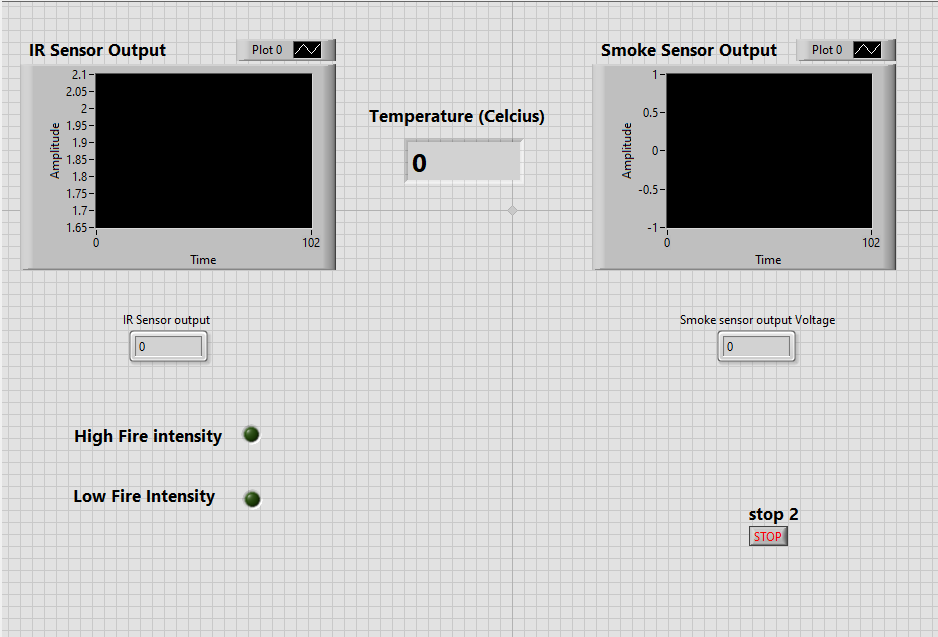 IR Sensor Output
Plot 0
2.1
2.05
2
1.95
1.9
1.85
1.8
1.75
1.7
1.65
Amplitude
0
102
Time
Temperature (Celcius)
0
Smoke Sensor Output
Plot 0
1
0.5
0
-0.5
-1
Amplitude
0
102
Time
IR Sensor output
0
Smoke sensor output Voltage
0
High Fire intensity
Low Fire Intensity
stop 2
STOP